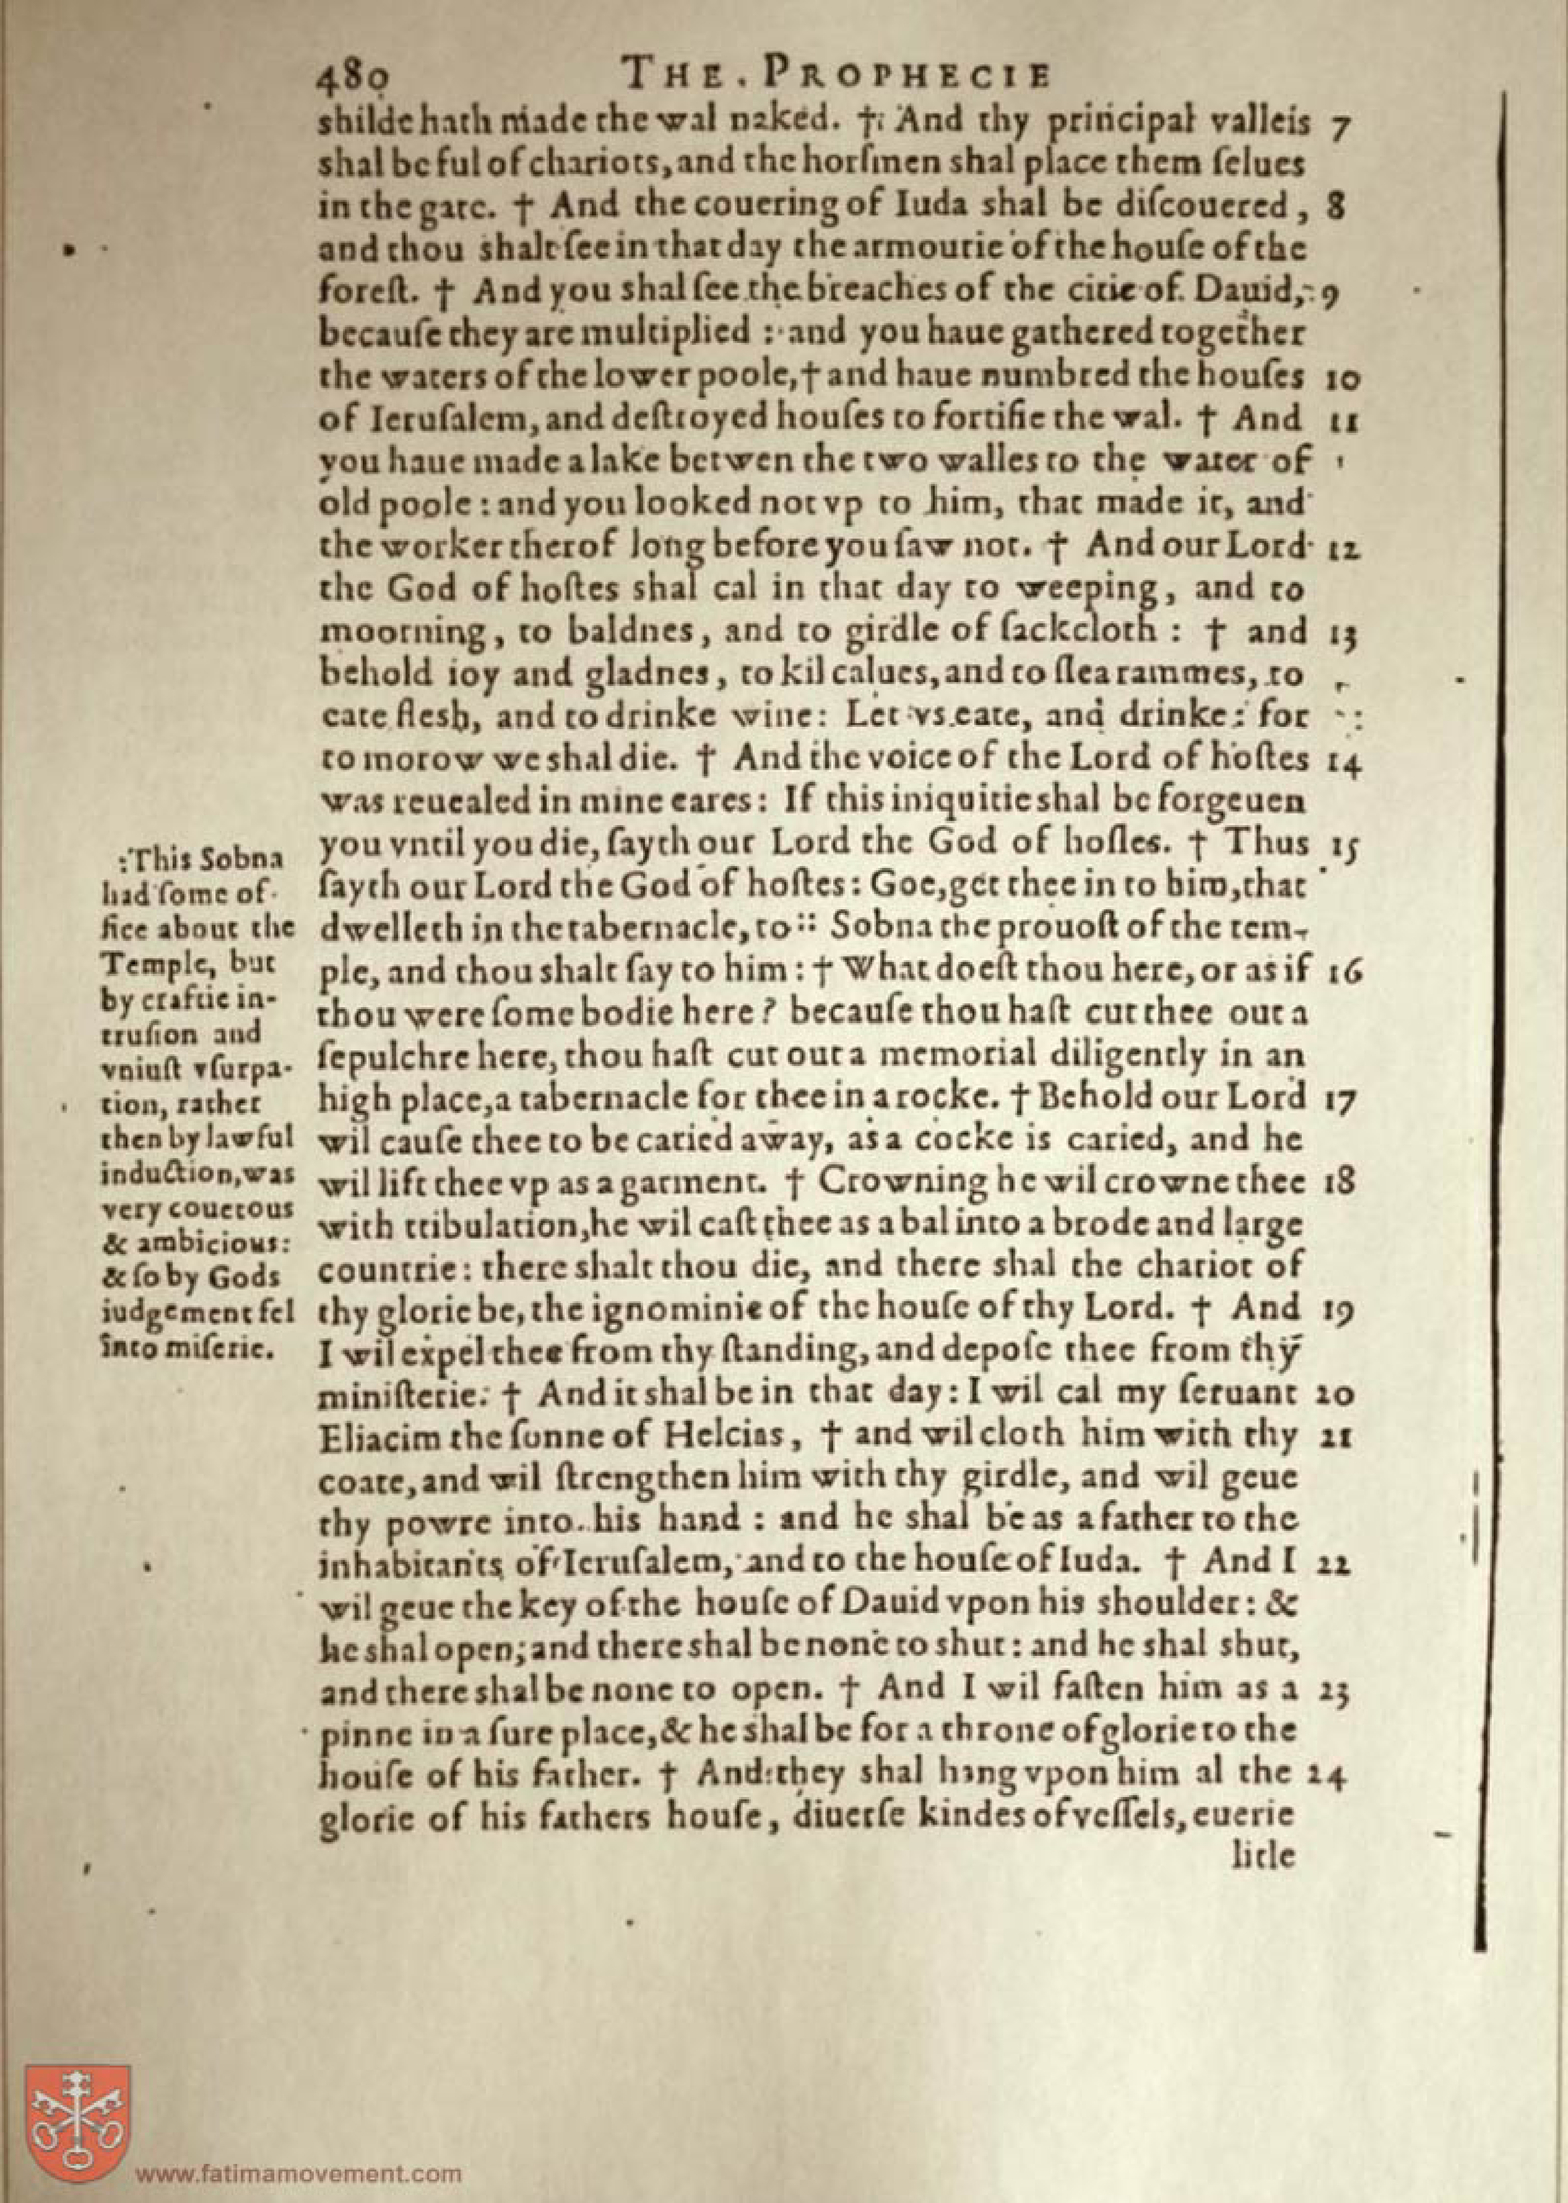 480 THE . PROPHECIE
shilde hath made the wal naked. † And thy principal valleis 7
shal be ful of chariots, and the horſmen shal place them ſelues
in the gate. † And the couering of Iuda shal be diſcouered , 8
and thou shalt ſee in that day the armourie of the houſe of the
foreſt. † And you shal ſee the breaches of the citie of Dauid, 9
becauſe they are multiplied : and you haue gathered together
the waters of the lower poole, † and haue numbred the houſes 10
of Ieruſalem, and deſtroyed houſes to fortifie the wal. † And 11
you haue made a lake betwen the two walles to the water of
old poole : and you looked not vp to him, that made it, and
the worker therof long before you ſaw not. † And our Lord 12
the God of hoſtes shal cal in that day to weeping, and to
moorning, to baldnes, and to girdle of ſackcloth : † and 13
behold ioy and gladnes, to kil calues, and to ſlea rammes, to
eate flesh, and to drinke wine: Let vs eate, and drinke: for
to morow we shal die. † And the voice of the Lord of hoſtes 14
was reuealed in mine eares: If this iniquitie shal be forgeuen
you vntil you die, ſayth our Lord the God of hoſtes. † Thus 15
ſayth our Lord the God of hoſtes: Goe, get thee in to him, that
dwelleth in the tabernacle, to :: Sobna the prouoſt of the tem-
ple, and thou shalt ſay to him : † What doeſt thou here, or as if 16
thou were ſome bodie here? becauſe thou haſt cut thee out a
ſepulchre here, thou haſt cut out a memorial diligently in an
high place, a tabernacle for thee in a rocke. † Behold our Lord 17
wil cauſe thee to be caried away, as a cocke is caried, and he
wil lift thee vp as a garment. † Crowning he wil crowne thee 18
with tribulation, he wil caſt thee as a bal into a brode and large
countrie: there shalt thou die, and there shal the chariot of
thy glorie be, the ignominie of the houſe of thy Lord. † And 19
I wil expel thee from thy ſtanding, and depoſe thee from thy
miniſterie. † And it shal be in that day: I wil cal my ſeruant 20
Eliacim the ſonne of Helcias, † and wil cloth him with thy 21
coate, and wil ſtrengthen him with thy girdle, and wil geue
thy powre into his hand : and he shal be as a father to the
inhabitants of Ieruſalem, and to the houſe of Iuda. † And I 22
wil geue the key of the houſe of Dauid vpon his shoulder: &
he shal open; and there shal be none to shut: and he shal shut,
and there shal be none to open. † And I wil faſten him as a 23
pinne in a ſure place, & he shal be for a throne of glorie to the
houſe of his father. † And they shal hang vpon him al the 24
glorie of his fathers houſe, diuerſe kindes of veſſels, euerie
litle
:This Sobna
had ſome of-
fice about the
Temple, but
by craftie in-
truſion and
vniuſt vſurpa-
tion, rather
then by lawful
induction, was
very couetous
& ambicious:
& ſo by Gods
iudgement fel
into miſerie.
www.fatimamovement.com